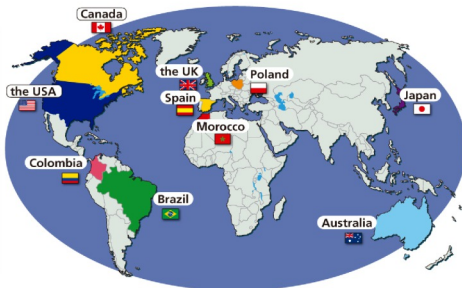 Canada
the UK
Poland
the USA
Spain
Japan
Morocco
Colombia
Brazil
Australia